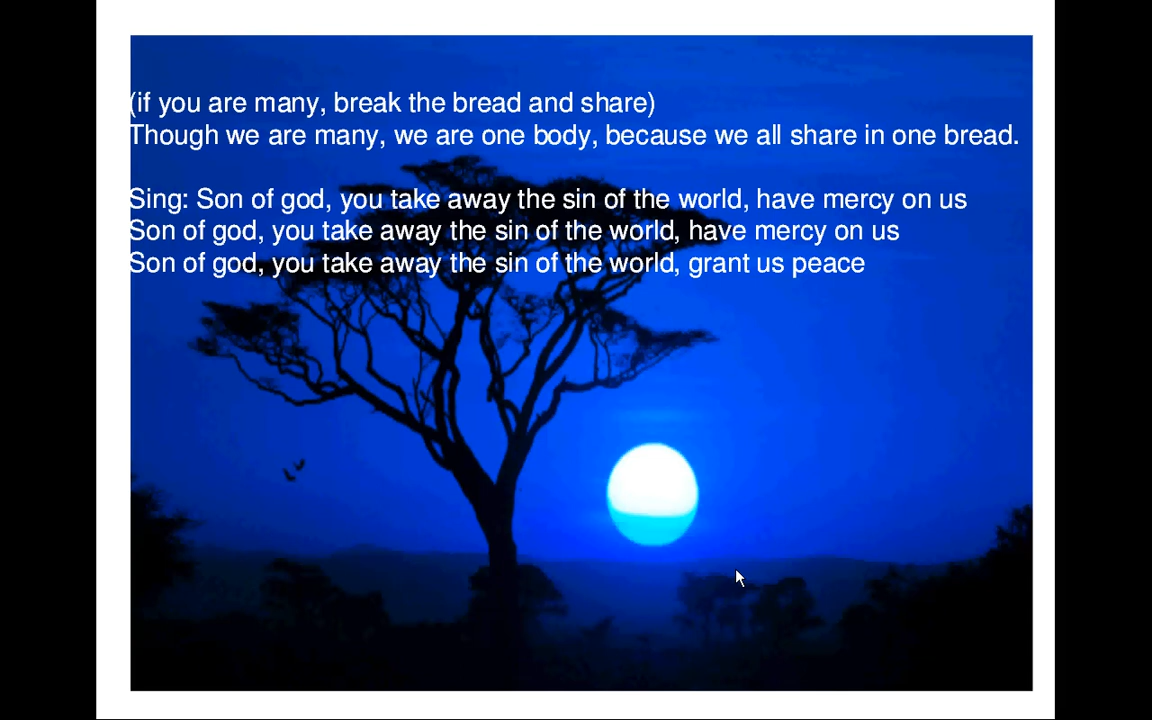 (if you are many, break the bread and share)
Though we are many, we are one body, because we all share in one bread.
Sing: Son of god, you take away the sin of the world, have mercy on us
Son of god, you take away the sin of the world, have mercy on us
Son of god, you take away the sin of the world, grant us peace